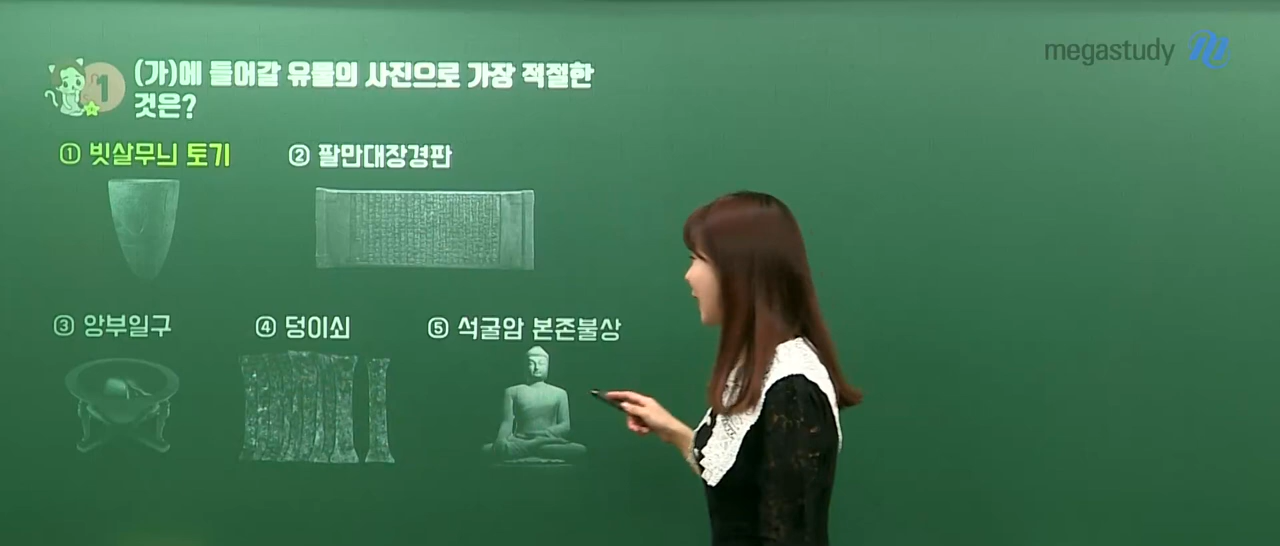 megastudy M
1 (가)에 들어갈 유물의 사진으로 가장 적절한
것은?
① 빗살무늬 토기 ② 팔만대장경판
③ 앙부일구 ④ 덩이쇠 ⑤ 석굴암 본존불상